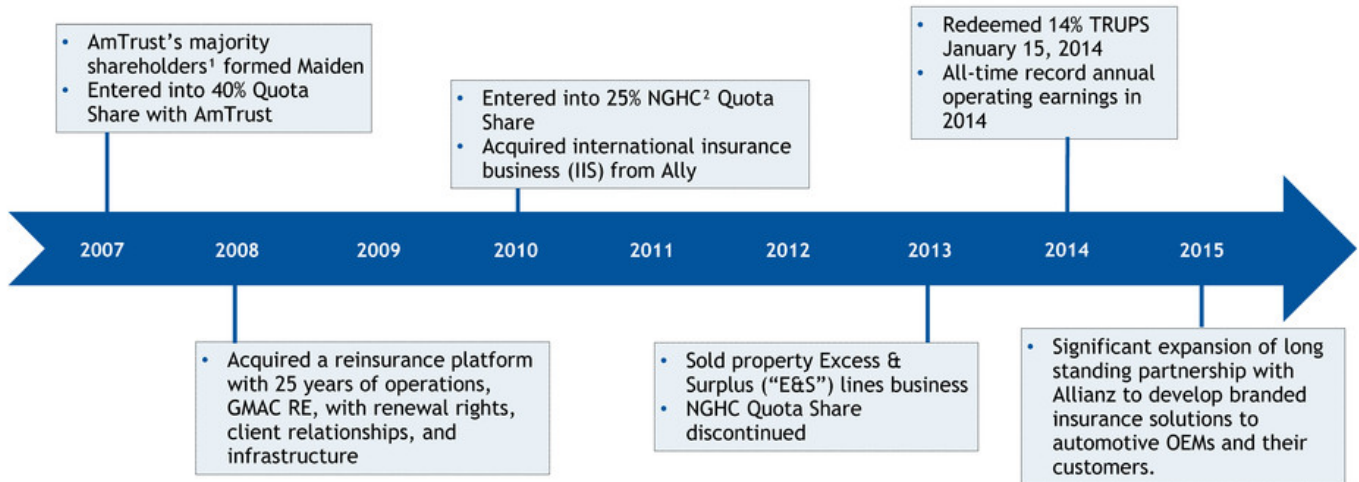 • AmTrust's majority
shareholders¹ formed Maiden
• Entered into 40% Quota
Share with AmTrust
• Entered into 25% NGHC² Quota
Share
• Acquired international insurance
business (IIS) from Ally
• Redeemed 14% TRUPS
January 15, 2014
• All-time record annual
operating earnings in
2014
2007 2008 2009 2010 2011 2012 2013 2014 2015
• Acquired a reinsurance platform
with 25 years of operations,
GMAC RE, with renewal rights,
client relationships, and
infrastructure
• Sold property Excess &
Surplus (“E&S”) lines business
• NGHC Quota Share
discontinued
• Significant expansion of long
standing partnership with
Allianz to develop branded
insurance solutions to
automotive OEMs and their
customers.